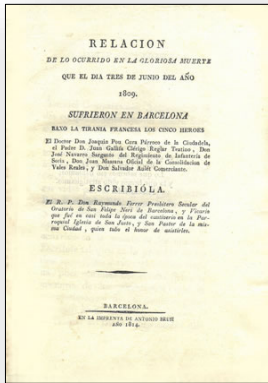 RELACION
DE LO OCURRIDO EN LA GLORIOSA MUERTE
QUE EL DIA TRES DE JUNIO DEL AÑO
1809.
SUFRIERON EN BARCELONA
BAXO LA TIRANIA FRANCESA LOS CINCO HEROES
El Doctor Don Joaquin Pou Cura Párroco de la Ciudadela,
el Padre D. Juan Gallifa Clérigo Reglar Teatino, Don
José Navarro Sargento del Regimiento de Infantería de
Soria, Don Juan Massana Oficial de la Consolidacion de
Vales Reales, y Don Salvador Aulet Comerciante.
ESCRIBIÓLA.
El R. P. Don Raymundo Ferrer Presbítero Secular del
Oratorio de San Felipe Neri de Barcelona, y Vicario
que fué en casi toda la época del cautiverio en la Par-
roquial Iglesia de San Justo, y San Pastor de la mis-
ma Ciudad, quien tubo el honor de asistirles.
BARCELONA.
EN LA IMPRENTA DE ANTONIO BRUSI
AÑO 1814.